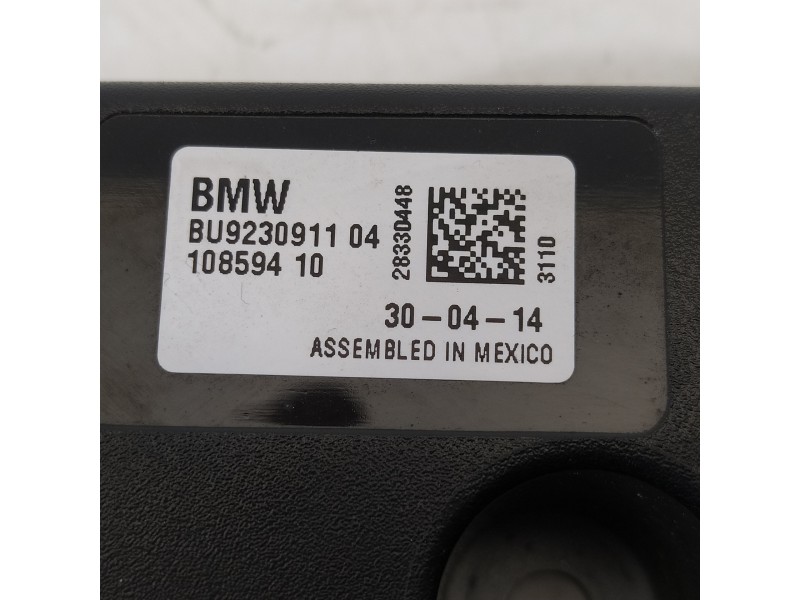 BMW
BU9230911 04
108594 10
28330448
3110
30-04-14
ASSEMBLED IN MEXICO